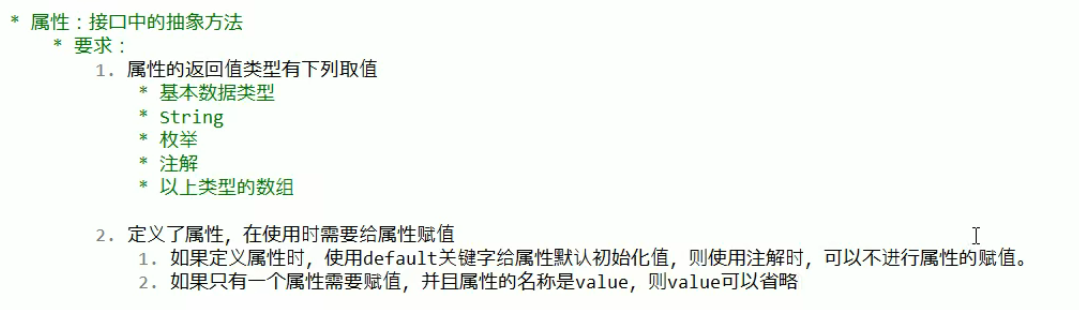 * 属性：接口中的抽象方法
* 要求：
1. 属性的返回值类型有下列取值
* 基本数据类型
* String
* 枚举
* 注解
* 以上类型的数组
2. 定义了属性，在使用时需要给属性赋值
1. 如果定义属性时，使用default关键字给属性默认初始化值，则使用注解时，可以不进行属性的赋值。
2. 如果只有一个属性需要赋值，并且属性的名称是value，则value可以省略